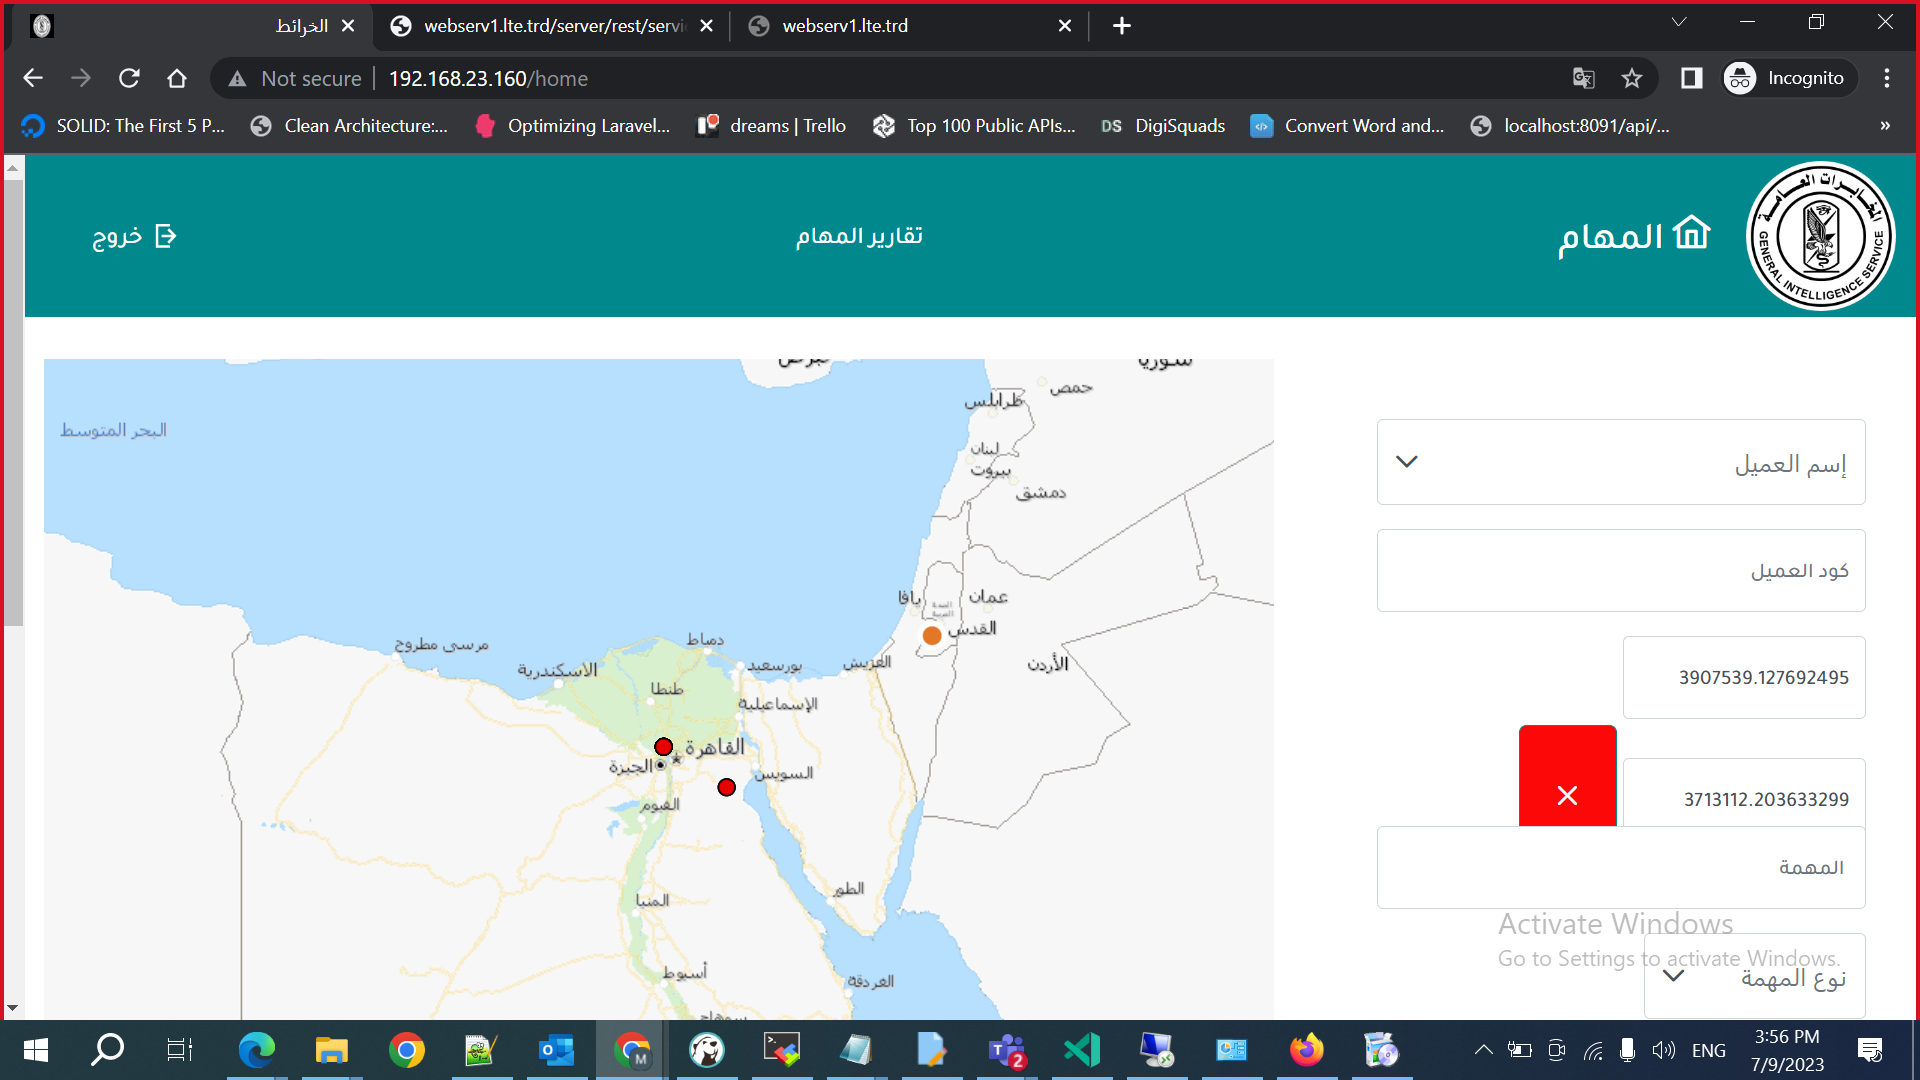 الخرائط
webserv1.lte.trd/server/rest/servi
webserv1.lte.trd
Not secure
192.168.23.160/home
Incognito
SOLID: The First 5 P...
Clean Architecture:...
Optimizing Laravel...
dreams | Trello
Top 100 Public APIs...
DS DigiSquads
Convert Word and...
localhost:8091/api/...
»
المخابرات العامة
GENERAL INTELLIGENCE SERVICE
المهام
تقارير المهام
خروج
سوريا
حمص
طرابلس
البحر المتوسط
لبنان
بيروت
دمشق
يافا
عمان
القدس
الأردن
مرسى مطروح
دمياط
الاسكندرية
بورسعيد
العريش
طنطا
الإسماعيلية
القاهرة
الجيزة
السويس
الفيوم
الطور
المنيا
أسيوط
الغردقة
سوهاج
إسم العميل
كود العميل
3907539.127692495
3713112.203633299
المهمة
نوع المهمة
Activate Windows
Go to Settings to activate Windows.
M
2
ENG
3:56 PM
7/9/2023